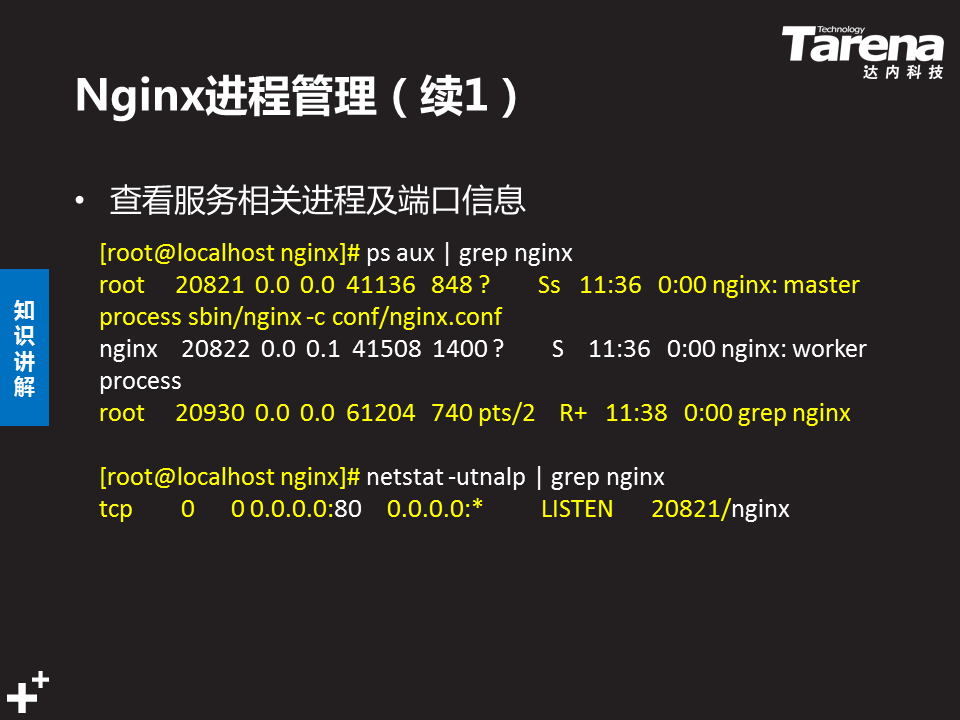 Technology
Tarena
达内科技
Nginx进程管理（续1）
• 查看服务相关进程及端口信息
[root@localhost nginx]# ps aux | grep nginx
root 20821 0.0 0.0 41136 848 ? Ss 11:36 0:00 nginx: master
process sbin/nginx -c conf/nginx.conf
nginx 20822 0.0 0.1 41508 1400 ? S 11:36 0:00 nginx: worker
process
root 20930 0.0 0.0 61204 740 pts/2 R+ 11:38 0:00 grep nginx
[root@localhost nginx]# netstat -utnalp | grep nginx
tcp 0 0 0.0.0.0:80 0.0.0.0:* LISTEN 20821/nginx
知
识
讲
解